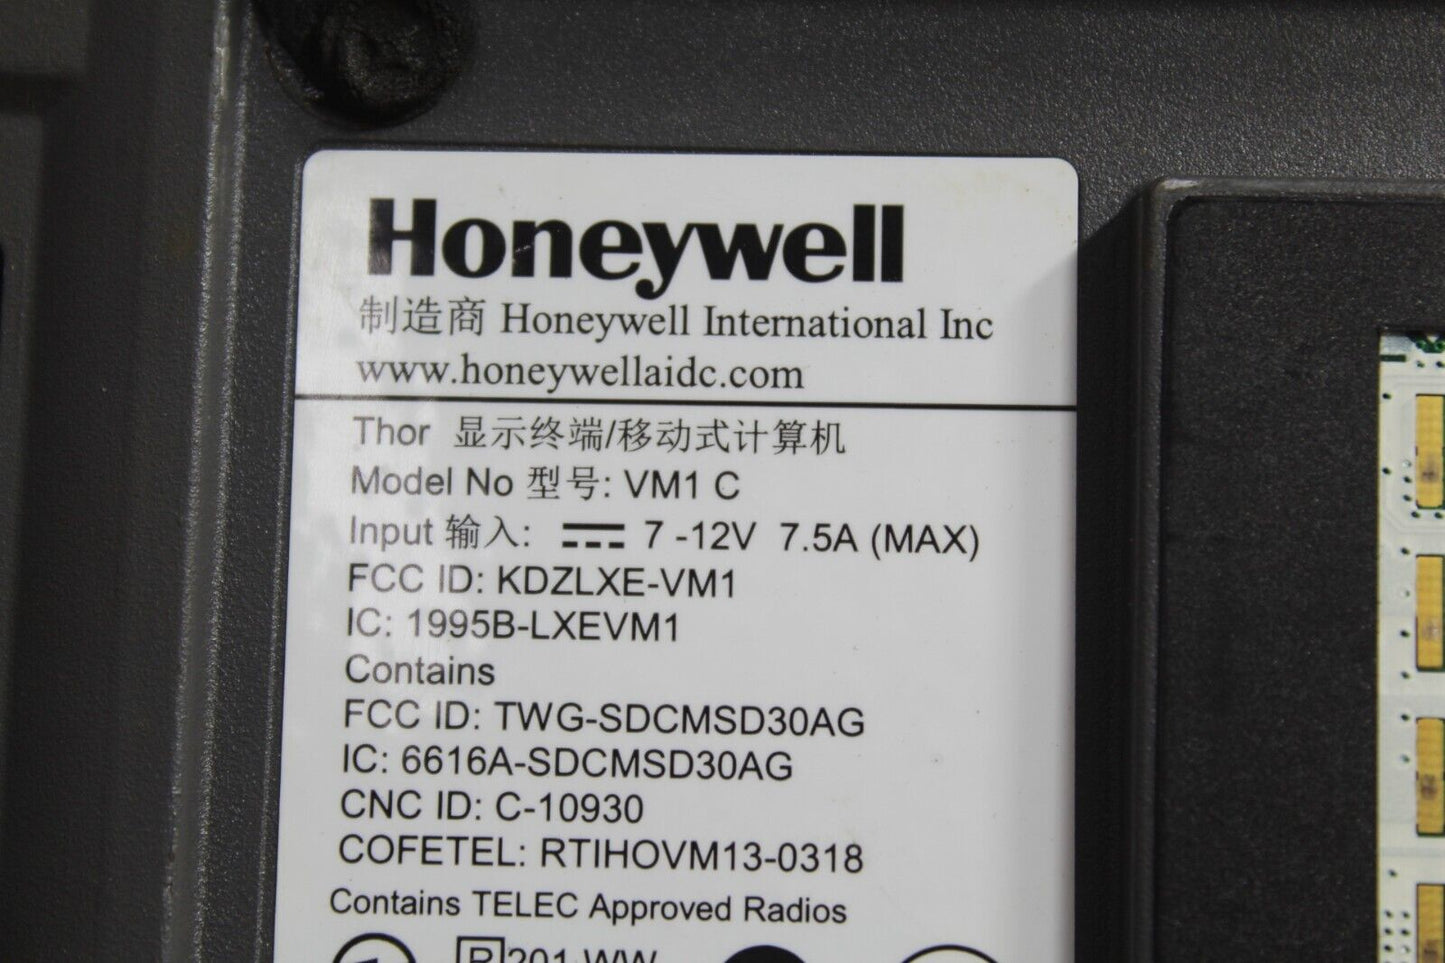 Honeywell
制造商 Honeywell International Inc
www.honeywellaidc.com
Thor 显示终端/移动式计算机
Model No 型号: VM1 C
Input 输入: ⎓ 7 -12V 7.5A (MAX)
FCC ID: KDZLXE-VM1
IC: 1995B-LXEVM1
Contains
FCC ID: TWG-SDCMSD30AG
IC: 6616A-SDCMSD30AG
CNC ID: C-10930
COFETEL: RTIHOVM13-0318
Contains TELEC Approved Radios
R 201-WW